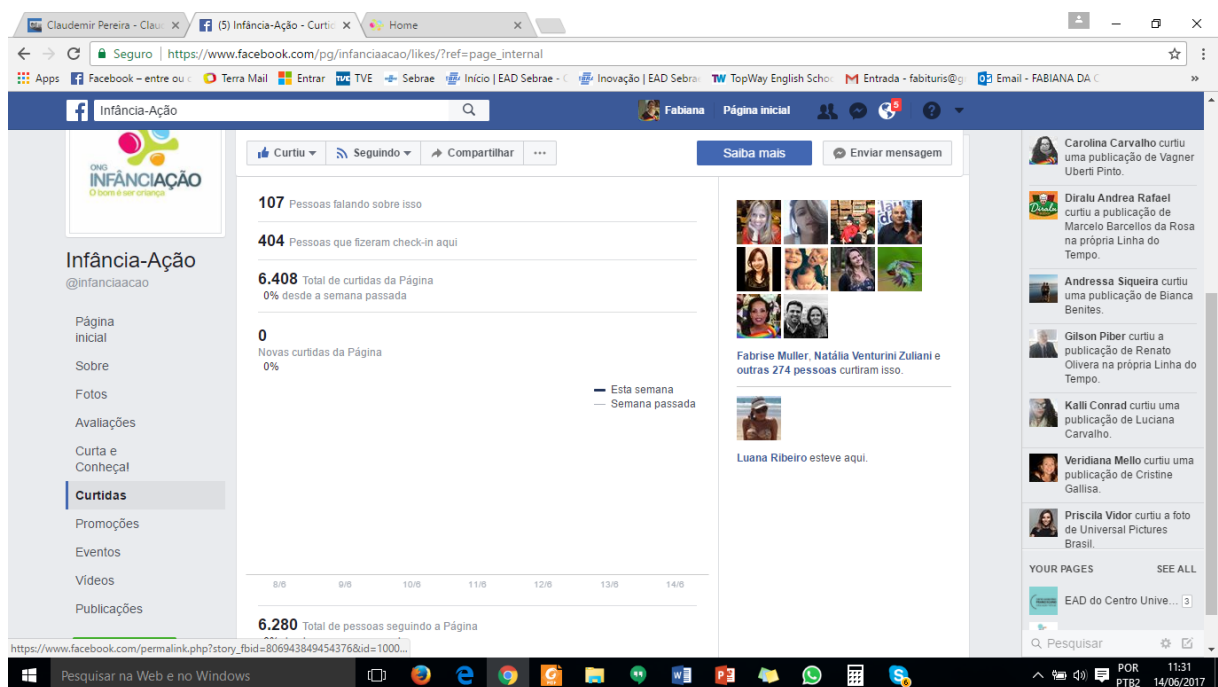 Claudemir Pereira - Clau
(5) Infância-Ação - Curtic
Home
Seguro | https://www.facebook.com/pg/infanciaacao/likes/?ref=page_internal
Apps Facebook – entre ou c Terra Mail Entrar TVE TVE Sebrae Início | EAD Sebrae - C Inovação | EAD Sebrae TW TopWay English Schoo M Entrada - fabituris@g Email - FABIANA DA C »
Infância-Ação
Fabiana Página inicial 5 ?
ONG
INFÂNCIAÇÃO
O bom é ser criança
Infância-Ação
@infanciaacao
Página
inicial
Sobre
Fotos
Avaliações
Curta e
Conheça!
Curtidas
Promoções
Eventos
Vídeos
Publicações
Curtiu Seguindo Compartilhar ... Saiba mais Enviar mensagem
107 Pessoas falando sobre isso
404 Pessoas que fizeram check-in aqui
6.408 Total de curtidas da Página
0% desde a semana passada
0
Novas curtidas da Página
0%
Esta semana
Semana passada
8/6 9/6 10/6 11/6 12/6 13/6 14/6
6.280 Total de pessoas seguindo a Página
Fabrise Muller, Natália Venturini Zuliani e
outras 274 pessoas curtiram isso.
Luana Ribeiro esteve aqui.
Carolina Carvalho curtiu
uma publicação de Vagner
Uberti Pinto.
Diralu Andrea Rafael
curtiu a publicação de
Marcelo Barcellos da Rosa
na própria Linha do
Tempo.
Andressa Siqueira curtiu
uma publicação de Bianca
Benites.
Gilson Piber curtiu a
publicação de Renato
Olivera na própria Linha do
Tempo.
Kalli Conrad curtiu uma
publicação de Luciana
Carvalho.
Veridiana Mello curtiu uma
publicação de Cristine
Gallisa.
Priscila Vidor curtiu a foto
de Universal Pictures
Brasil.
YOUR PAGES SEE ALL
EAD do Centro Unive... 3
Pesquisar
https://www.facebook.com/permalink.php?story_fbid=806943849454376&id=1000...
Pesquisar na Web e no Windows
POR
PTB2
11:31
14/06/2017